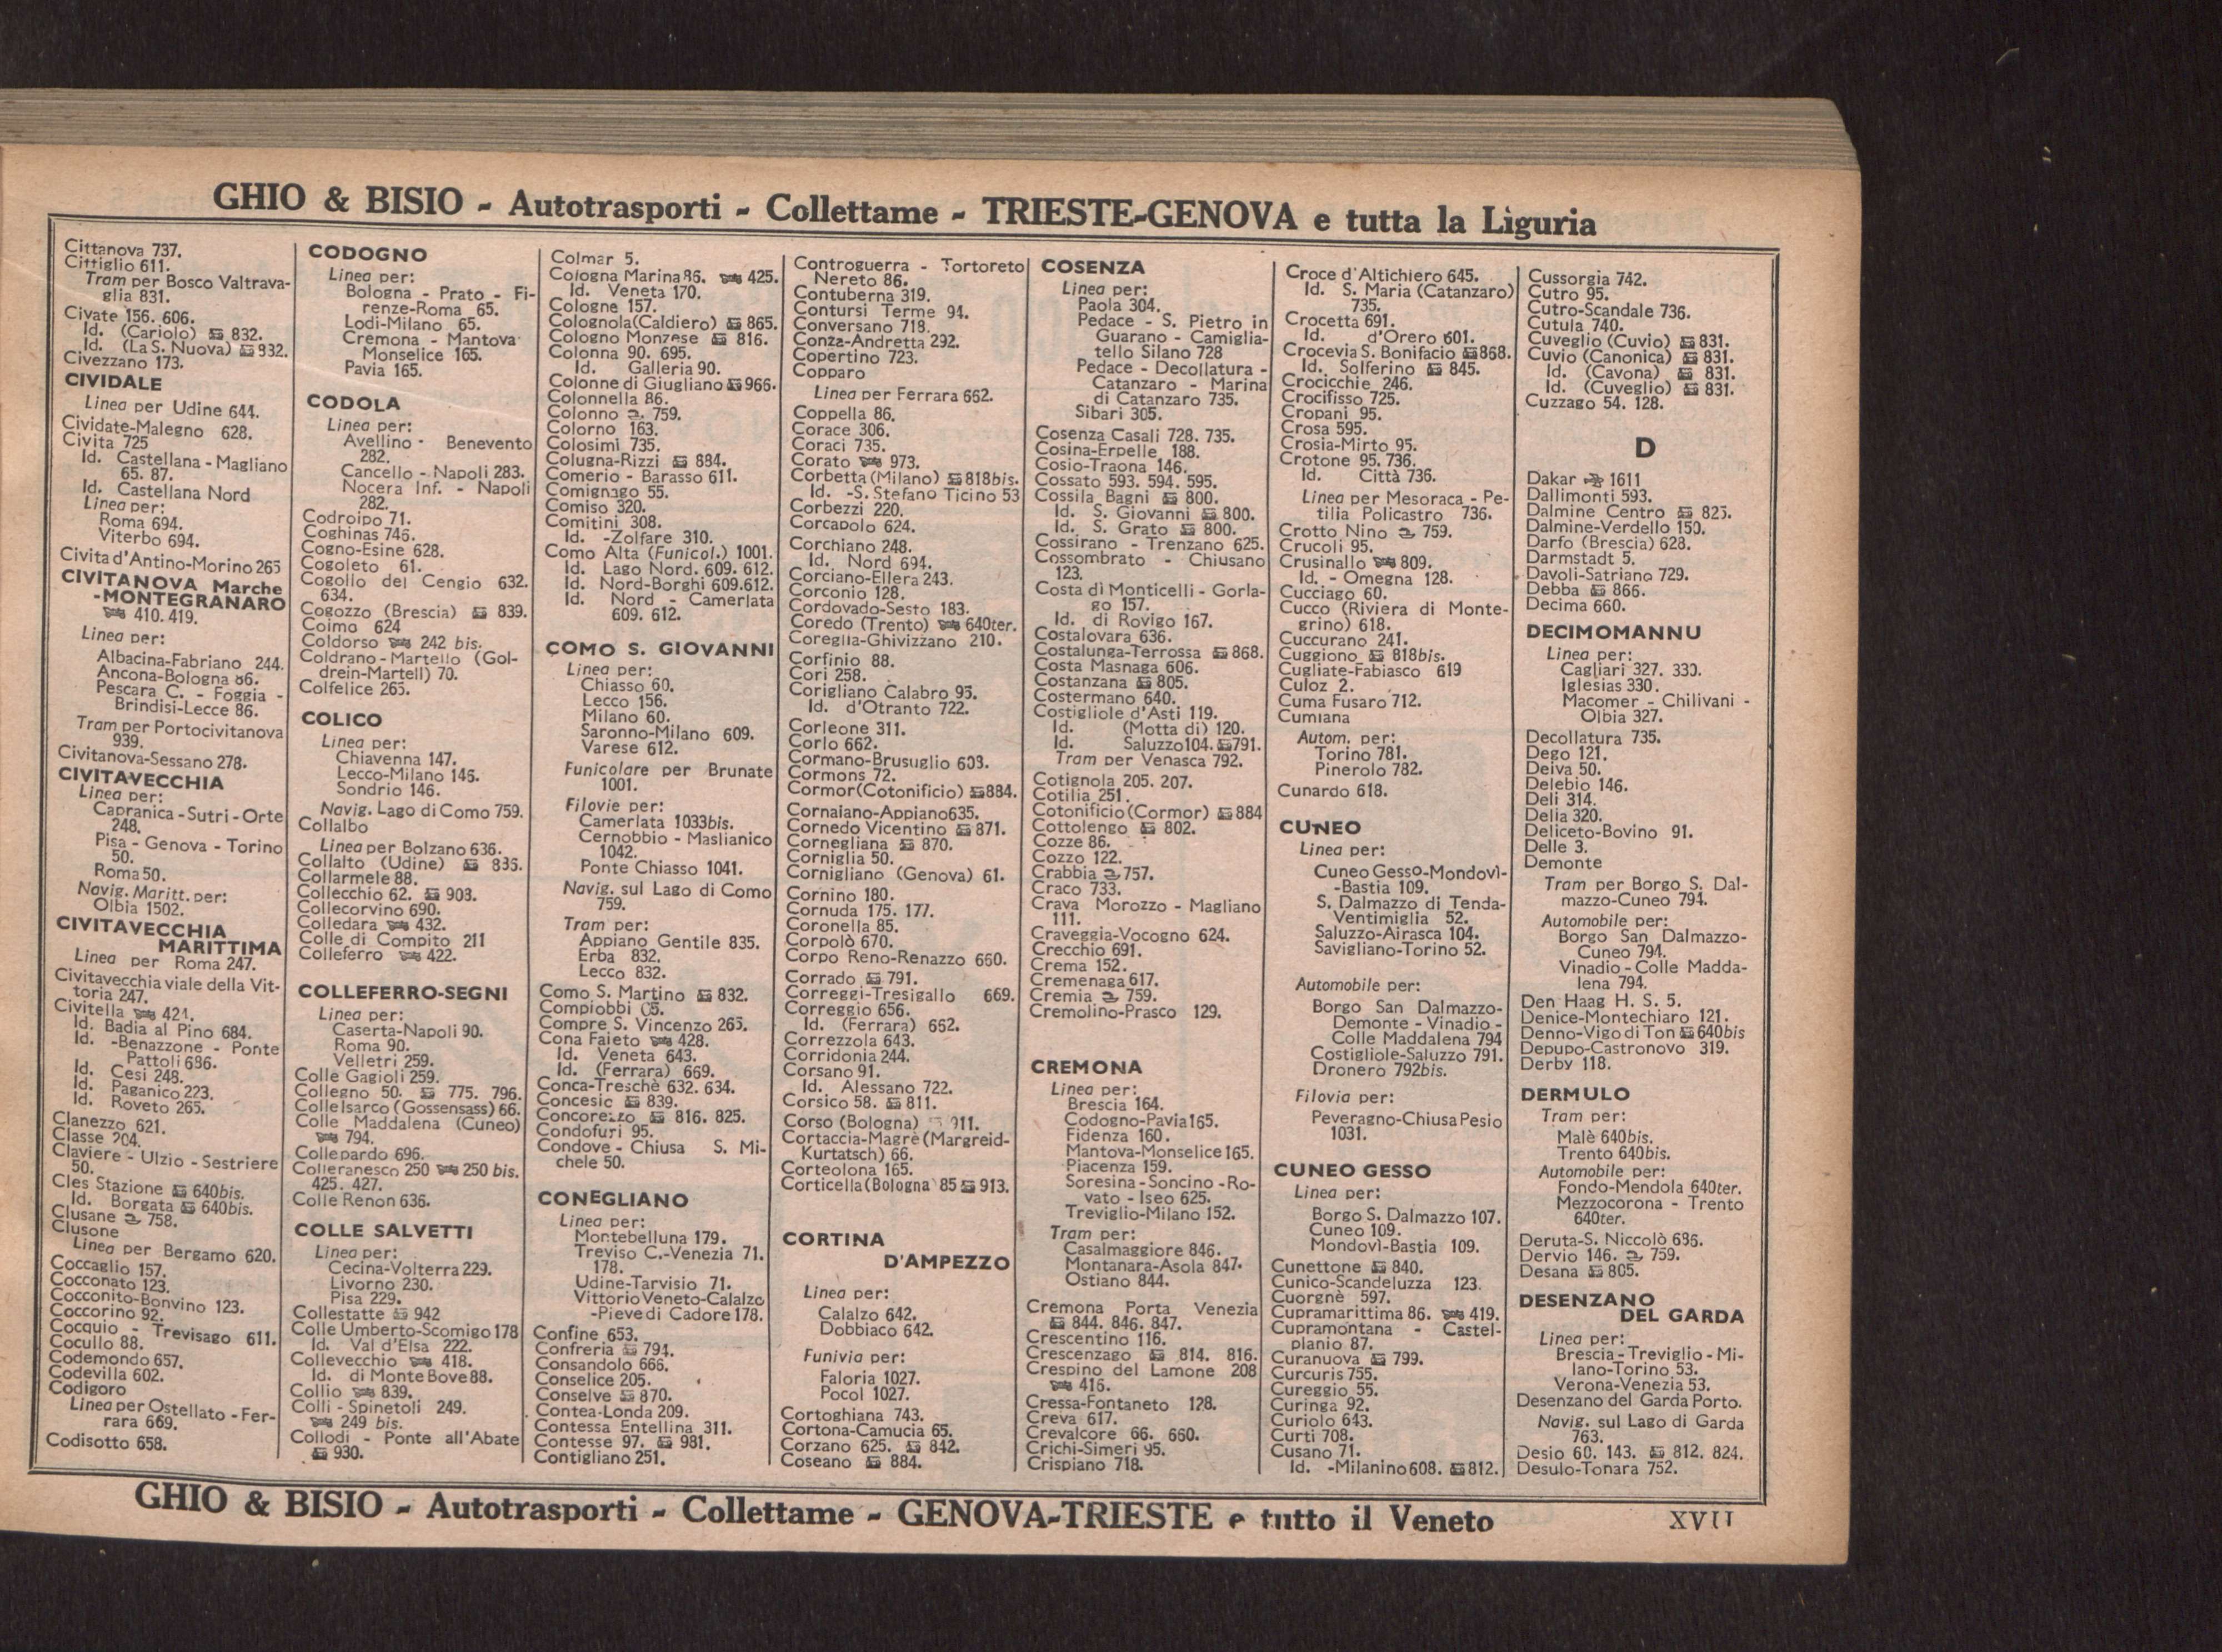 GHIO & BISIO - Autotrasporti - Collettame - TRIESTE-GENOVA e tutta la Liguria
Cittanova 737.
Cittiglio 611.
Tram per Bosco Valtrava-
glia 831.
Civate 156. 606.
Id. (Cariolo) 832.
Id. (La S. Nuova) 932.
Civezzano 173.
CIVIDALE
Linea per Udine 644.
Cividate-Malegno 628.
Civita 725
Id. Castellana - Magliano
65. 87.
Id. Castellana Nord
Linea per:
Roma 694.
Viterbo 694.
Civita d'Antino-Morino 265
CIVITANOVA Marche
-MONTEGRANARO
410. 419.
Linea per:
Albacina-Fabriano 244.
Ancona-Bologna 86.
Pescara C. - Foggia -
Brindisi-Lecce 86.
Tram per Portocivitanova
939.
Civitanova-Sessano 278.
CIVITAVECCHIA
Linea per:
Capranica - Sutri - Orte
248.
Pisa - Genova - Torino
50.
Roma 50.
Navig. Maritt. per:
Olbia 1502.
CIVITAVECCHIA
MARITTIMA
Linea per Roma 247.
Civitavecchia viale della Vit-
toria 247.
Civitella 421.
Id. Badia al Pino 684.
Id. -Benazzone - Ponte
Pattoli 686.
Id. Cesi 248.
Id. Paganico 223.
Id. Roveto 265.
Clanezzo 621.
Classe 204.
Claviere - Ulzio - Sestriere
50.
Cles Stazione 640bis.
Id. Borgata 640bis.
Clusane 758.
Clusone
Linea per Bergamo 620.
Coccaglio 157.
Cocconato 123.
Cocconito-Bonvino 123.
Coccorino 92.
Cocquio - Trevisago 611.
Cocullo 88.
Codemondo 657.
Codevilla 602.
Codigoro
Linea per Ostellato - Fer-
rara 669.
Codisotto 658.
CODOGNO
Linea per:
Bologna - Prato - Fi-
renze-Roma 65.
Lodi-Milano 65.
Cremona - Mantova
Monselice 165.
Pavia 165.
CODOLA
Linea per:
Avellino - Benevento
282.
Cancello - Napoli 283.
Nocera Inf. - Napoli
282.
Codroipo 71.
Coghinas 746.
Cogno-Esine 628.
Cogoleto 61.
Cogollo del Cengio 632.
634.
Cogozzo (Brescia) 839.
Coimo 624
Coldorso 242 bis.
Coldrano - Martello (Gol-
drein-Martell) 70.
Colfelice 265.
COLICO
Linea per:
Chiavenna 147.
Lecco-Milano 146.
Sondrio 146.
Navig. Lago di Como 759.
Collalbo
Linea per Bolzano 636.
Collalto (Udine) 836.
Collarmele 88.
Collecchio 62. 903.
Collecorvino 690.
Colledara 432.
Colle di Compito 211
Colleferro 422.
COLLEFERRO-SEGNI
Linea per:
Caserta-Napoli 90.
Roma 90.
Velletri 259.
Colle Gagioli 259.
Collegno 50. 775. 796.
Colle Isarco (Gossensass) 66.
Colle Maddalena (Cuneo)
794.
Collepardo 696.
Colleranesco 250 250 bis.
425. 427.
Colle Renon 636.
COLLE SALVETTI
Linea per:
Cecina-Volterra 229.
Livorno 230.
Pisa 229.
Collestatte 942
Colle Umberto-Scomigo 178
Id. Val d'Elsa 222.
Collevecchio 418.
Id. di Monte Bove 88.
Collio 839.
Colli - Spinetoli 249.
249 bis.
Collodi - Ponte all'Abate
930.
Colmar 5.
Cologna Marina 86. 425.
Id. Veneta 170.
Cologne 157.
Colognola (Caldiero) 865.
Cologno Monzese 816.
Colonna 90. 695.
Id. Galleria 90.
Colonne di Giugliano 966.
Colonnella 86.
Colonno 759.
Colorno 163.
Colosimi 735.
Colugna-Rizzi 884.
Comerio - Barasso 611.
Comignago 55.
Comiso 320.
Comitini 308.
Id. -Zolfare 310.
Como Alta (Funicol.) 1001.
Id. Lago Nord. 609. 612.
Id. Nord-Borghi 609.612.
Id. Nord - Camerlata
609. 612.
COMO S. GIOVANNI
Linea per:
Chiasso 60.
Lecco 156.
Milano 60.
Saronno-Milano 609.
Varese 612.
Funicolare per Brunate
1001.
Filovie per:
Camerlata 1033bis.
Cernobbio - Maslianico
1042.
Ponte Chiasso 1041.
Navig. sul Lago di Como
759.
Tram per:
Appiano Gentile 835.
Erba 832.
Lecco 832.
Como S. Martino 832.
Compiobbi 65.
Compre S. Vincenzo 265.
Cona Faieto 428.
Id. Veneta 643.
Id. (Ferrara) 669.
Conca-Treschè 632. 634.
Concesio 839.
Concorezzo 816. 825.
Condofuri 95.
Condove - Chiusa S. Mi-
chele 50.
CONEGLIANO
Linea per:
Montebelluna 179.
Treviso C.-Venezia 71.
178.
Udine-Tarvisio 71.
Vittorio Veneto-Calalzo
-Pieve di Cadore 178.
Confine 653.
Confreria 794.
Consandolo 666.
Conselice 205.
Conselve 870.
Contea-Londa 209.
Contessa Entellina 311.
Contesse 97. 981.
Contigliano 251.
Controguerra - Tortoreto
Nereto 86.
Contuberna 319.
Contursi Terme 94.
Conversano 718.
Conza-Andretta 292.
Copertino 723.
Copparo
Linea per Ferrara 662.
Coppella 86.
Corace 306.
Coraci 735.
Corato 973.
Corbetta (Milano) 818bis.
Id. -S. Stefano Ticino 53
Corbezzi 220.
Corcapolo 624.
Corchiano 248.
Id. Nord 694.
Corciano-Ellera 243.
Corconio 128.
Cordovado-Sesto 183.
Coredo (Trento) 640ter.
Coreglia-Ghivizzano 210.
Corfinio 88.
Cori 258.
Corigliano Calabro 95.
Id. d'Otranto 722.
Corleone 311.
Corlo 662.
Cormano-Brusuglio 603.
Cormons 72.
Cormor (Cotonificio) 884.
Cornaiano-Appiano 635.
Cornedo Vicentino 871.
Cornegliana 870.
Corniglia 50.
Cornigliano (Genova) 61.
Cornino 180.
Cornuda 175. 177.
Coronella 85.
Corpolò 670.
Corpo Reno-Renazzo 660.
Corrado 791.
Correggi-Tresigallo 669.
Correggio 656.
Id. (Ferrara) 662.
Correzzola 643.
Corridonia 244.
Corsano 91.
Id. Alessano 722.
Corsico 58. 811.
Corso (Bologna) 911.
Cortaccia-Magrè (Margreid-
Kurtatsch) 66.
Corteolona 165.
Corticella (Bologna) 85 913.
CORTINA
D'AMPEZZO
Linea per:
Calalzo 642.
Dobbiaco 642.
Funivia per:
Faloria 1027.
Pocol 1027.
Cortoghiana 743.
Cortona-Camucia 65.
Corzano 625. 842.
Coseano 884.
COSENZA
Linea per:
Paola 304.
Pedace - S. Pietro in
Guarano - Camiglia-
tello Silano 728
Pedace - Decollatura -
Catanzaro - Marina
di Catanzaro 735.
Sibari 305.
Cosenza Casali 728. 735.
Cosina-Erpelle 188.
Cosio-Traona 146.
Cossato 593. 594. 595.
Cossila Bagni 800.
Id. S. Giovanni 800.
Id. S. Grato 800.
Cossirano - Trenzano 625.
Cossombrato - Chiusano
123.
Costa di Monticelli - Gorla-
go 157.
Id. di Rovigo 167.
Costalovara 636.
Costalunga-Terrossa 868.
Costa Masnaga 606.
Costanzana 805.
Costermano 640.
Costigliole d'Asti 119.
Id. (Motta di) 120.
Id. Saluzzo 104. 791.
Tram per Venasca 792.
Cotignola 205. 207.
Cotilia 251.
Cotonificio (Cormor) 884
Cottolengo 802.
Cozze 86.
Cozzo 122.
Crabbia 757.
Craco 733.
Crava Morozzo - Magliano
111.
Craveggia-Vocogno 624.
Crecchio 691.
Crema 152.
Cremenaga 617.
Cremia 759.
Cremolino-Prasco 129.
CREMONA
Linea per:
Brescia 164.
Codogno-Pavia 165.
Fidenza 160.
Mantova-Monselice 165.
Piacenza 159.
Soresina - Soncino - Ro-
vato - Iseo 625.
Treviglio-Milano 152.
Tram per:
Casalmaggiore 846.
Montanara-Asola 847.
Ostiano 844.
Cremona Porta Venezia
844. 846. 847.
Crescentino 116.
Crescenzago 814. 816.
Crespino del Lamone 208
416.
Cressa-Fontaneto 128.
Creva 617.
Crevalcore 66. 660.
Crichi-Simeri 95.
Crispiano 718.
Croce d'Altichiero 645.
Id. S. Maria (Catanzaro)
735.
Crocetta 691.
Id. d'Orero 601.
Crocevia S. Bonifacio 868.
Id. Solferino 845.
Crocicchie 246.
Crocifisso 725.
Cropani 95.
Crosa 595.
Crosia-Mirto 95.
Crotone 95. 736.
Id. Città 736.
Linea per Mesoraca - Pe-
tilia Policastro 736.
Crotto Nino 759.
Crucoli 95.
Crusinallo 809.
Id. - Omegna 128.
Cucciago 60.
Cucco (Riviera di Monte-
grino) 618.
Cuccurano 241.
Cuggiono 818bis.
Cugliate-Fabiasco 619
Culoz 2.
Cuma Fusaro 712.
Cumiana
Autom. per:
Torino 781.
Pinerolo 782.
Cunardo 618.
CUNEO
Linea per:
Cuneo Gesso-Mondovì-
-Bastia 109.
S. Dalmazzo di Tenda-
Ventimiglia 52.
Saluzzo-Airasca 104.
Savigliano-Torino 52.
Automobile per:
Borgo San Dalmazzo-
Demonte - Vinadio -
Colle Maddalena 794
Costigliole-Saluzzo 791.
Dronero 792bis.
Filovia per:
Peveragno-Chiusa Pesio
1031.
CUNEO GESSO
Linea per:
Borgo S. Dalmazzo 107.
Cuneo 109.
Mondovì-Bastia 109.
Cunettone 840.
Cunico-Scandeluzza 123.
Cuorgnè 597.
Cupramarittima 86. 419.
Cupramontana - Castel-
planio 87.
Curanuova 799.
Curcuris 755.
Cureggio 55.
Curinga 92.
Curiolo 643.
Curti 708.
Cusano 71.
Id. -Milanino 608. 812.
Cussorgia 742.
Cutro 95.
Cutro-Scandale 736.
Cutula 740.
Cuveglio (Cuvio) 831.
Cuvio (Canonica) 831.
Id. (Cavona) 831.
Id. (Cuveglio) 831.
Cuzzago 54. 128.
D
Dakar 1611
Dallimonti 593.
Dalmine Centro 825.
Dalmine-Verdello 150.
Darfo (Brescia) 628.
Darmstadt 5.
Davoli-Satriano 729.
Debba 866.
Decima 660.
DECIMOMANNU
Linea per:
Cagliari 327. 330.
Iglesias 330.
Macomer - Chilivani -
Olbia 327.
Decollatura 735.
Dego 121.
Deiva 50.
Delebio 146.
Deli 314.
Delia 320.
Deliceto-Bovino 91.
Delle 3.
Demonte
Tram per Borgo S. Dal-
mazzo-Cuneo 794.
Automobile per:
Borgo San Dalmazzo-
Cuneo 794.
Vinadio - Colle Madda-
lena 794.
Den Haag H. S. 5.
Denice-Montechiaro 121.
Denno-Vigo di Ton 640bis
Depupo-Castronovo 319.
Derby 118.
DERMULO
Tram per:
Malè 640bis.
Trento 640bis.
Automobile per:
Fondo-Mendola 640ter.
Mezzocorona - Trento
640ter.
Deruta-S. Niccolò 686.
Dervio 146. 759.
Desana 805.
DESENZANO
DEL GARDA
Linea per:
Brescia - Treviglio - Mi-
lano-Torino 53.
Verona-Venezia 53.
Desenzano del Garda Porto.
Navig. sul Lago di Garda
763.
Desio 60. 143. 812. 824.
Desulo-Tonara 752.
GHIO & BISIO - Autotrasporti - Collettame - GENOVA-TRIESTE e tutto il Veneto
XVII